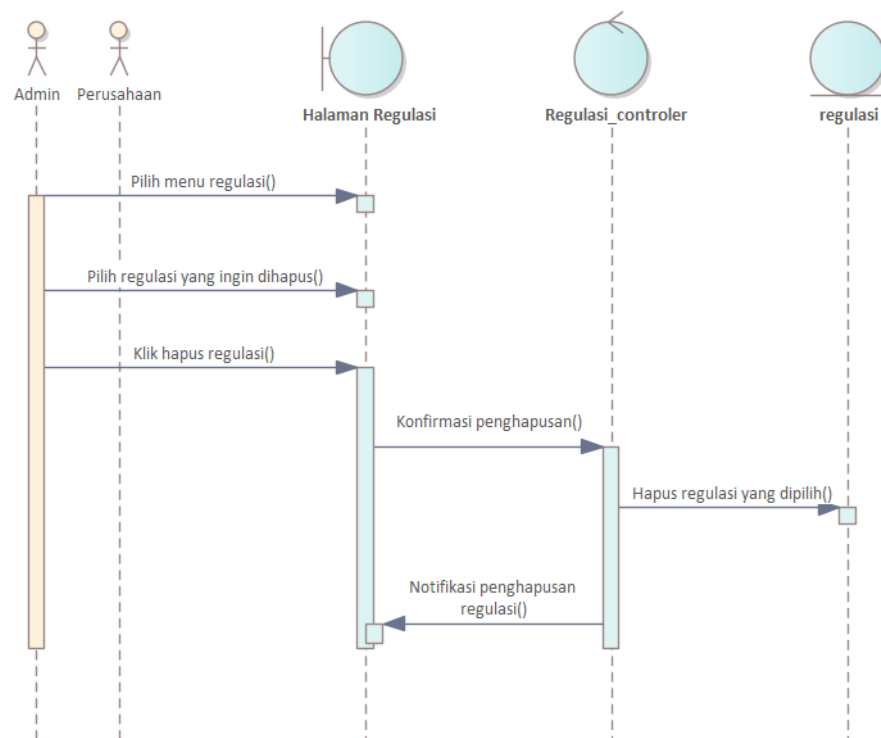 Admin
Perusahaan
Halaman Regulasi
Regulasi_controler
regulasi
Pilih menu regulasi()
Pilih regulasi yang ingin dihapus()
Klik hapus regulasi()
Konfirmasi penghapusan()
Hapus regulasi yang dipilih()
Notifikasi penghapusan
regulasi()